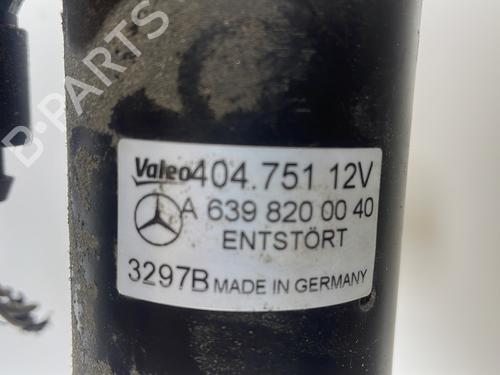 B-PARTS
Valeo 404.751 12V
A 639 820 00 40
ENTSTÖRT
3297B MADE IN GERMANY